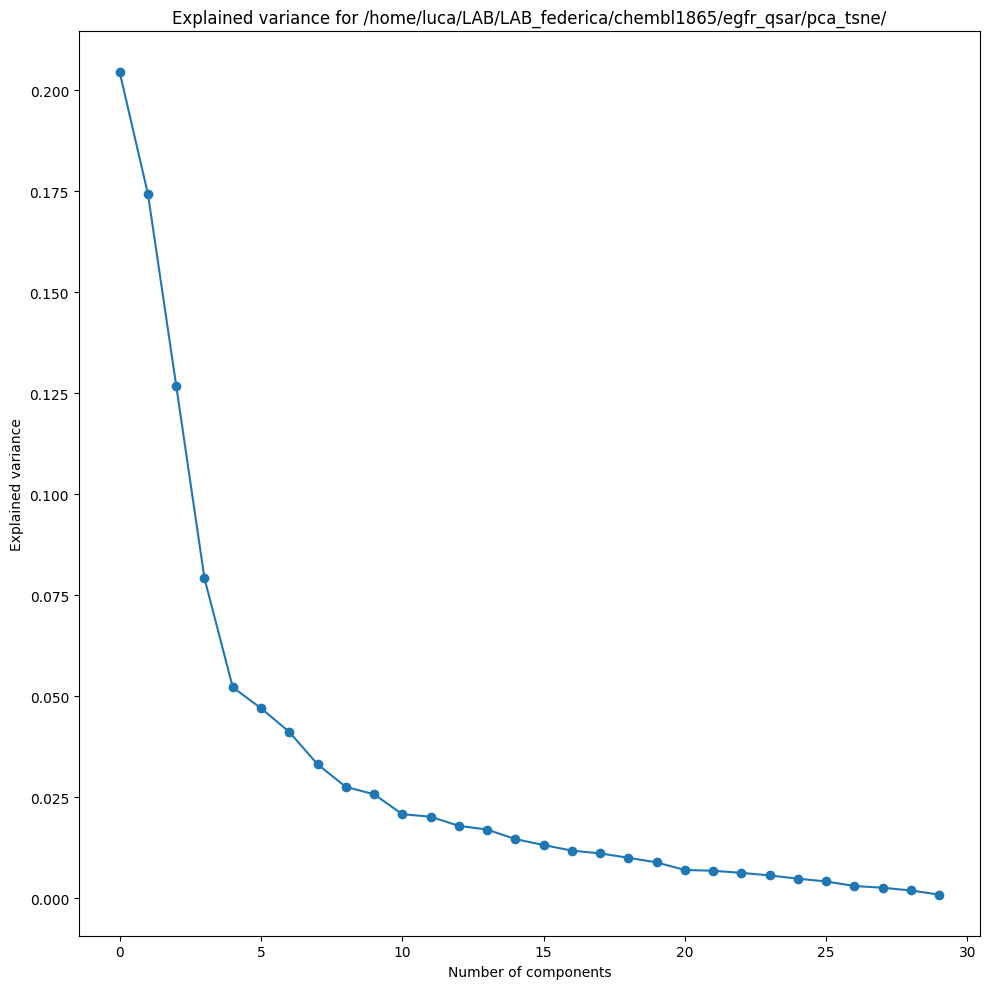 Explained variance for /home/luca/LAB/LAB_federica/chembl1865/egfr_qsar/pca_tsne/
0.200
0.175
0.150
0.125
0.100
0.075
0.050
0.025
0.000
Explained variance
0 5 10 15 20 25 30
Number of components